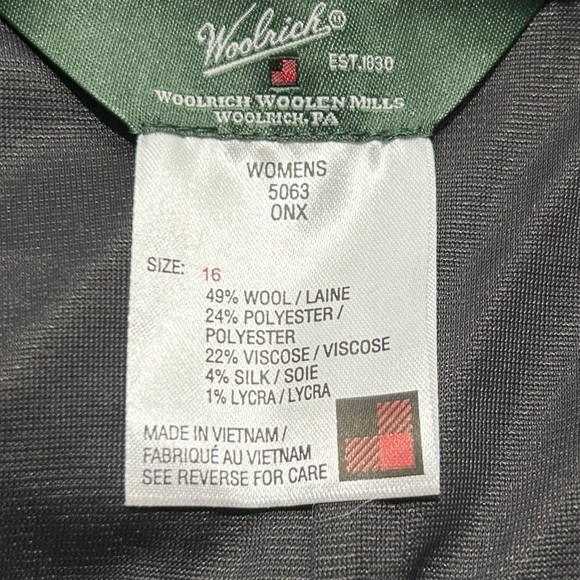 Woolrich
EST. 1830
WOOLRICH WOOLEN MILLS
WOOLRICH, PA
WOMENS
5063
ONX
SIZE: 16
49% WOOL / LAINE
24% POLYESTER /
POLYESTER
22% VISCOSE / VISCOSE
4% SILK / SOIE
1% LYCRA / LYCRA
MADE IN VIETNAM /
FABRIQUÉ AU VIETNAM
SEE REVERSE FOR CARE